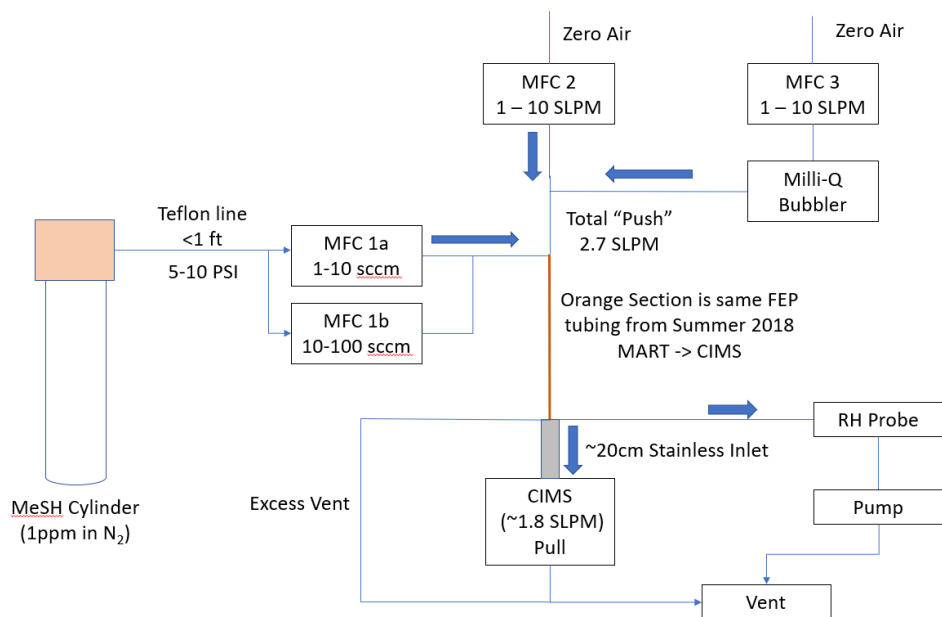 Zero Air
Zero Air
MFC 2
1 – 10 SLPM
MFC 3
1 – 10 SLPM
Milli-Q
Bubbler
Teflon line
<1 ft
5-10 PSI
MFC 1a
1-10 sccm
MFC 1b
10-100 sccm
Total “Push”
2.7 SLPM
Orange Section is same FEP
tubing from Summer 2018
MART -> CIMS
RH Probe
~20cm Stainless Inlet
Excess Vent
CIMS
(~1.8 SLPM)
Pull
Pump
MeSH Cylinder
(1ppm in N₂)
Vent